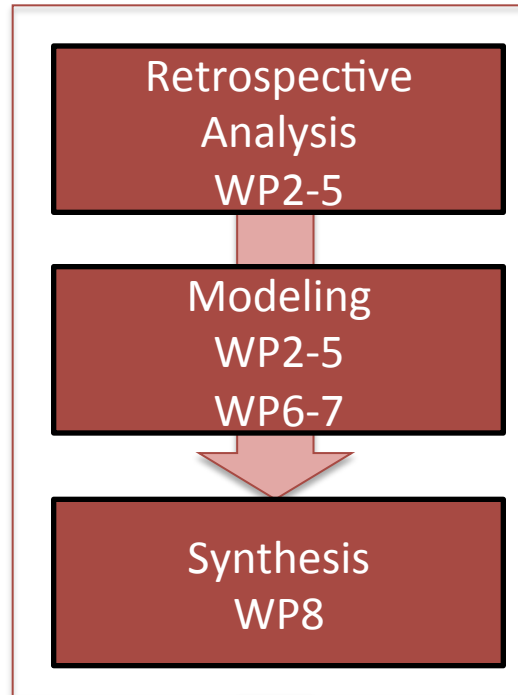 Retrospective
Analysis
WP2-5
Modeling
WP2-5
WP6-7
Synthesis
WP8